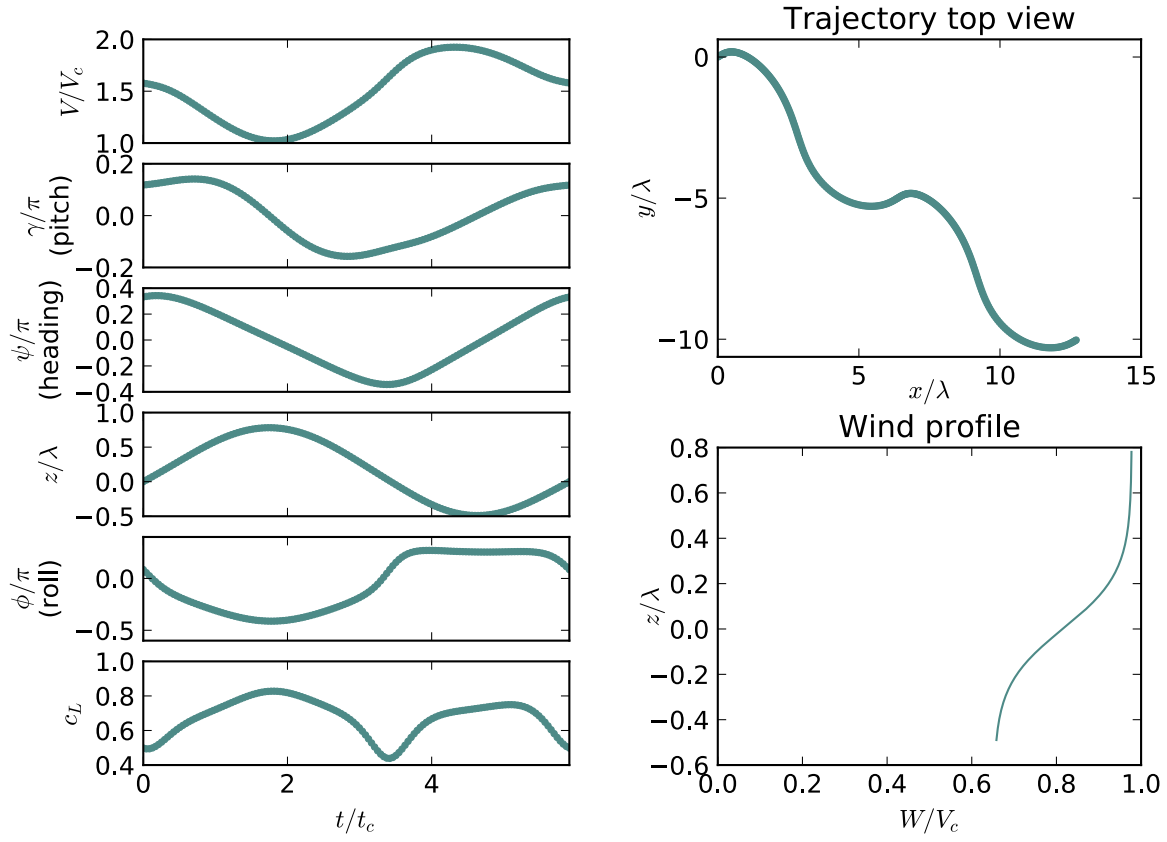 2.0
1.5
1.0
V/V_c
0.2
0.0
−0.2
γ/π
(pitch)
0.4
0.2
0.0
−0.2
−0.4
ψ/π
(heading)
1.0
0.5
0.0
−0.5
z/λ
0.0
−0.5
ϕ/π
(roll)
1.0
0.8
0.6
0.4
c_L
0 2 4
t/t_c
Trajectory top view
0
−5
−10
y/λ
0 5 10 15
x/λ
Wind profile
0.8
0.6
0.4
0.2
0.0
−0.2
−0.4
−0.6
z/λ
0.0 0.2 0.4 0.6 0.8 1.0
W/V_c